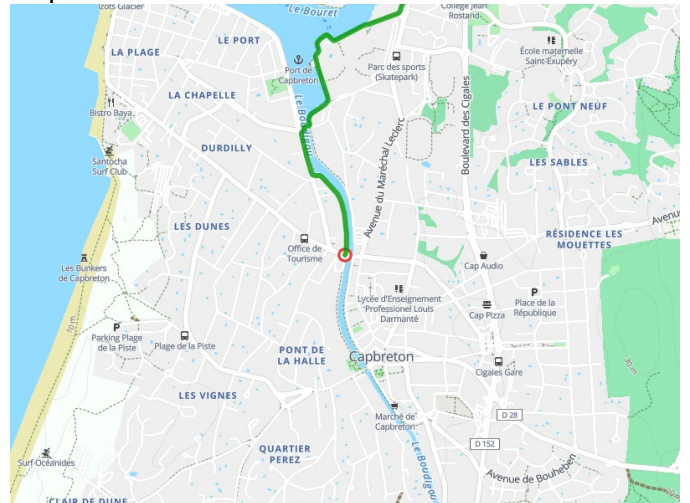 izots Glacier
Le Bouret
Collège Jean
Rostand
LA PLAGE
LE PORT
École maternelle
Saint-Exupéry
Port de
Capbreton
Parc des sports
(Skatepark)
LA CHAPELLE
Le Boudigau
Boulevard des Cigales
LE PONT NEUF
Bistro Baya
DURDILLY
Avenue du Maréchal Leclerc
Santocha
Surf Club
LES SABLES
LES DUNES
Avenu
RÉSIDENCE LES
MOUETTES
Office de
Tourisme
Les Bunkers
de Capbreton
Cap Audio
10 m
Lycée d'Enseignement
Professionel Louis
Darmanté
Place de la
République
P
Cap Pizza
P
Parking Plage
de la Piste
Plage de la Piste
PONT DE
LA HALLE
Capbreton
30 m
Cigales Gare
LES VIGNES
Marché de
Capbreton
D 28
D 152
QUARTIER
PEREZ
Le Boudigau
Surf Océanides
Avenue de Bouheben
CLAIR DE DUNE